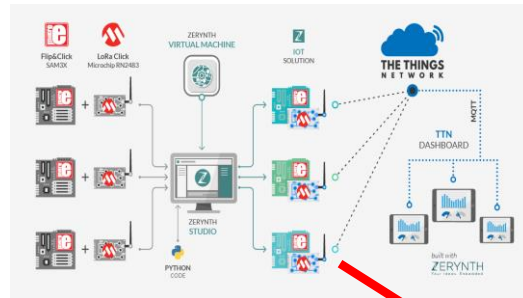 Flip&Click
SAM3X
LoRa Click
Microchip RN2483
ZERYNTH
VIRTUAL MACHINE
IOT
SOLUTION
THE THINGS
NETWORK
MQTT
TTN
DASHBOARD
ZERYNTH
STUDIO
PYTHON
CODE
built with
ZERYNTH